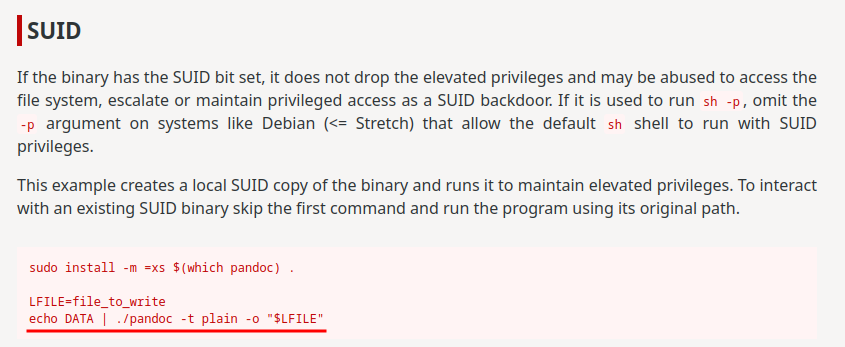 SUID
If the binary has the SUID bit set, it does not drop the elevated privileges and may be abused to access the
file system, escalate or maintain privileged access as a SUID backdoor. If it is used to run sh -p, omit the
-p argument on systems like Debian (<= Stretch) that allow the default sh shell to run with SUID
privileges.
This example creates a local SUID copy of the binary and runs it to maintain elevated privileges. To interact
with an existing SUID binary skip the first command and run the program using its original path.
sudo install -m =xs $(which pandoc) .
LFILE=file_to_write
echo DATA | ./pandoc -t plain -o "$LFILE"